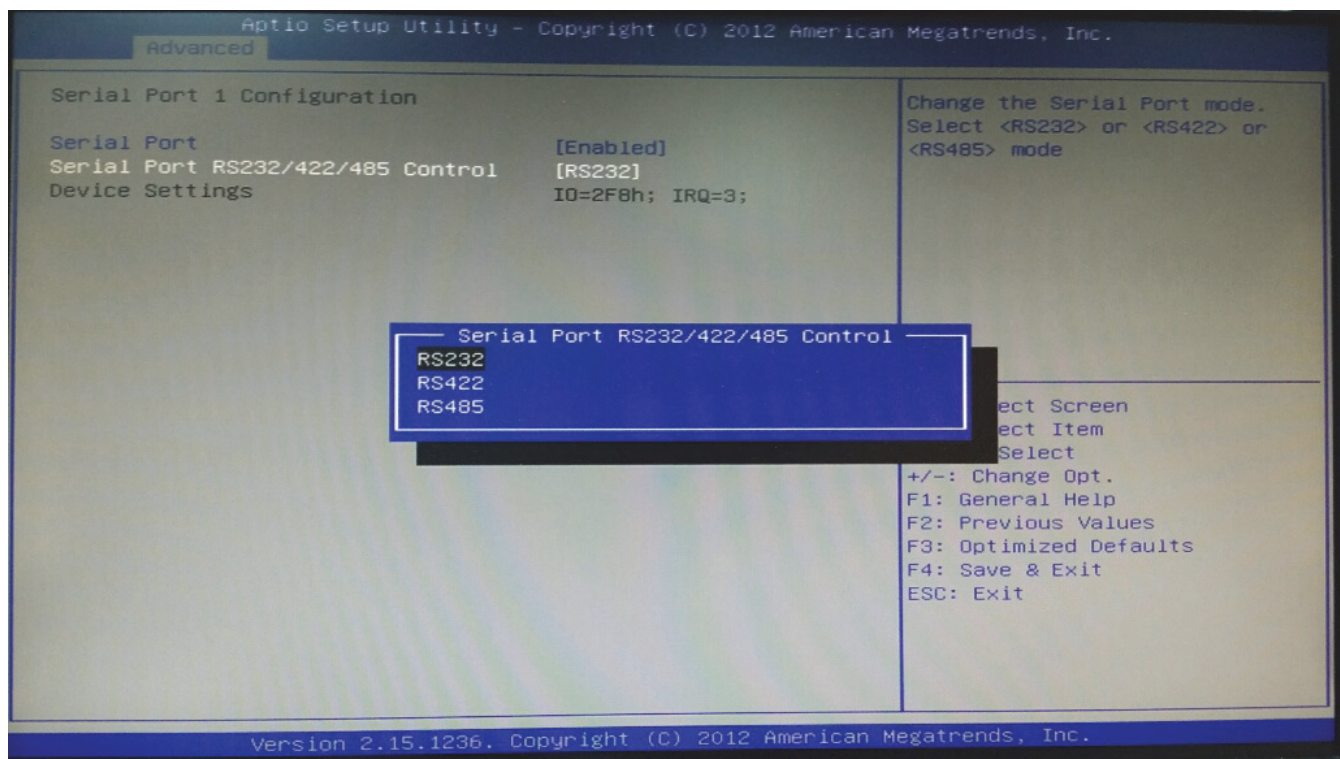 Aptio Setup Utility – Copyright (C) 2012 American Megatrends, Inc.
Advanced
Serial Port 1 Configuration
Serial Port [Enabled]
Serial Port RS232/422/485 Control [RS232]
Device Settings IO=2F8h; IRQ=3;
Change the Serial Port mode.
Select <RS232> or <RS422> or
<RS485> mode
Serial Port RS232/422/485 Control
RS232
RS422
RS485
ect Screen
ect Item
Select
+/-: Change Opt.
F1: General Help
F2: Previous Values
F3: Optimized Defaults
F4: Save & Exit
ESC: Exit
Version 2.15.1236. Copyright (C) 2012 American Megatrends, Inc.